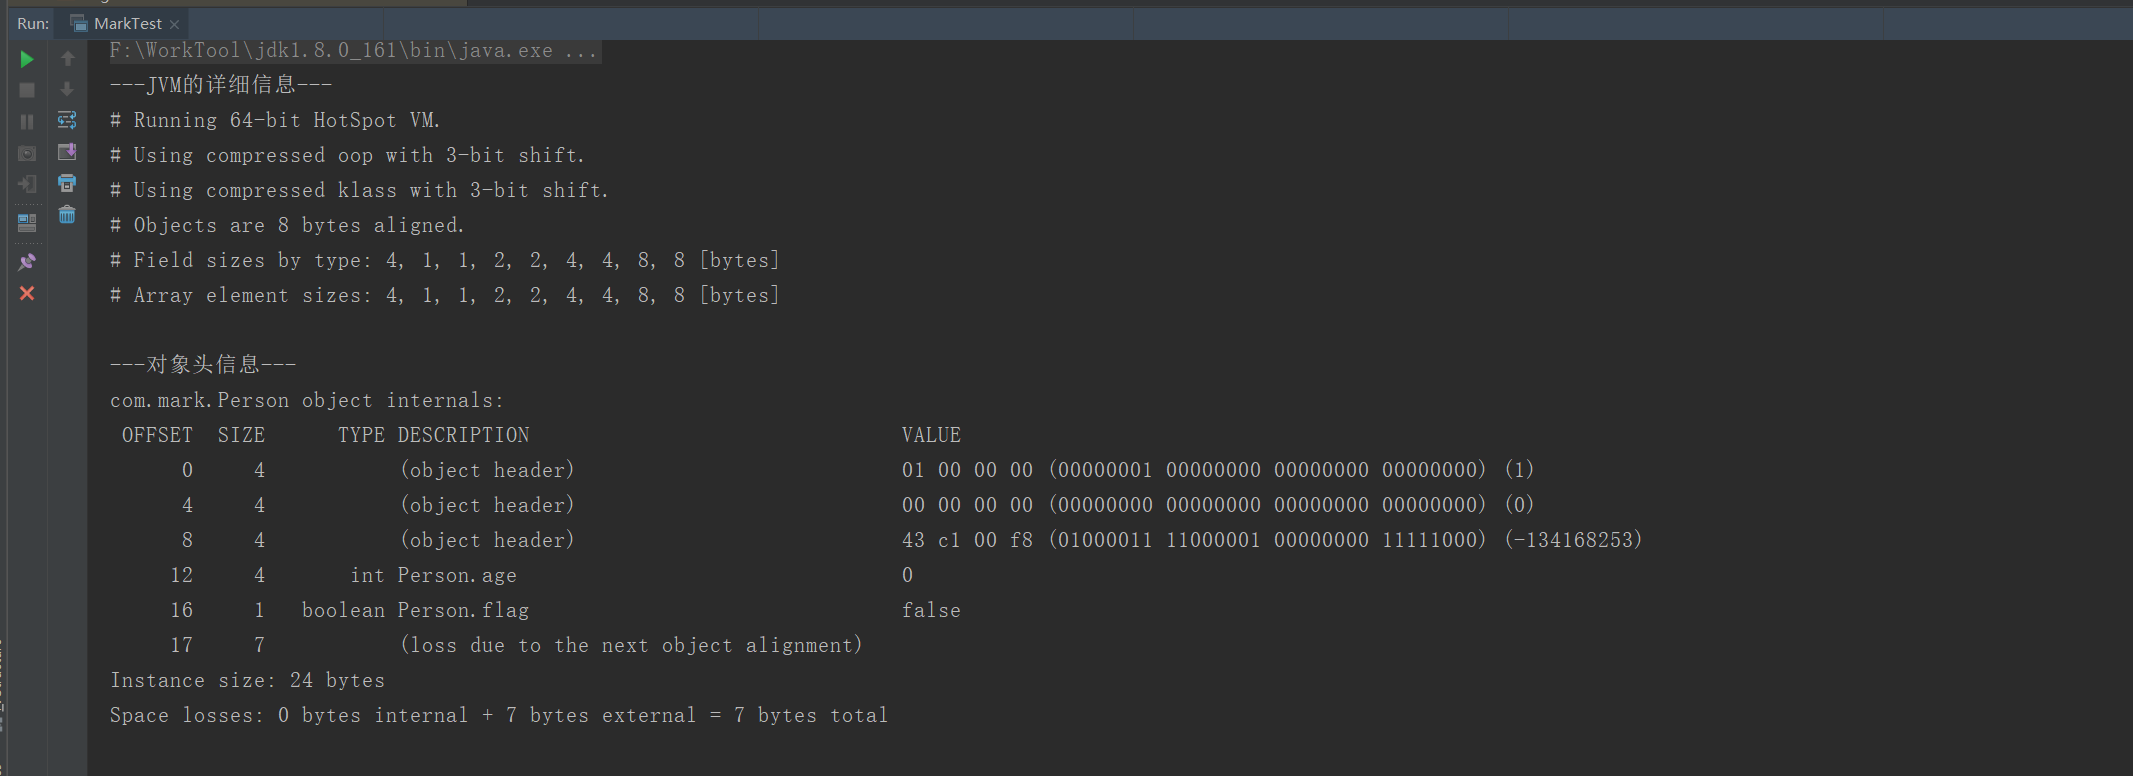 Run: MarkTest
F:\WorkTool\jdk1.8.0_161\bin\java.exe ...
---JVM的详细信息---
# Running 64-bit HotSpot VM.
# Using compressed oop with 3-bit shift.
# Using compressed klass with 3-bit shift.
# Objects are 8 bytes aligned.
# Field sizes by type: 4, 1, 1, 2, 2, 4, 4, 8, 8 [bytes]
# Array element sizes: 4, 1, 1, 2, 2, 4, 4, 8, 8 [bytes]
---对象头信息---
com.mark.Person object internals:
OFFSET SIZE TYPE DESCRIPTION VALUE
0 4 (object header) 01 00 00 00 (00000001 00000000 00000000 00000000) (1)
4 4 (object header) 00 00 00 00 (00000000 00000000 00000000 00000000) (0)
8 4 (object header) 43 c1 00 f8 (01000011 11000001 00000000 11111000) (-134168253)
12 4 int Person.age 0
16 1 boolean Person.flag false
17 7 (loss due to the next object alignment)
Instance size: 24 bytes
Space losses: 0 bytes internal + 7 bytes external = 7 bytes total